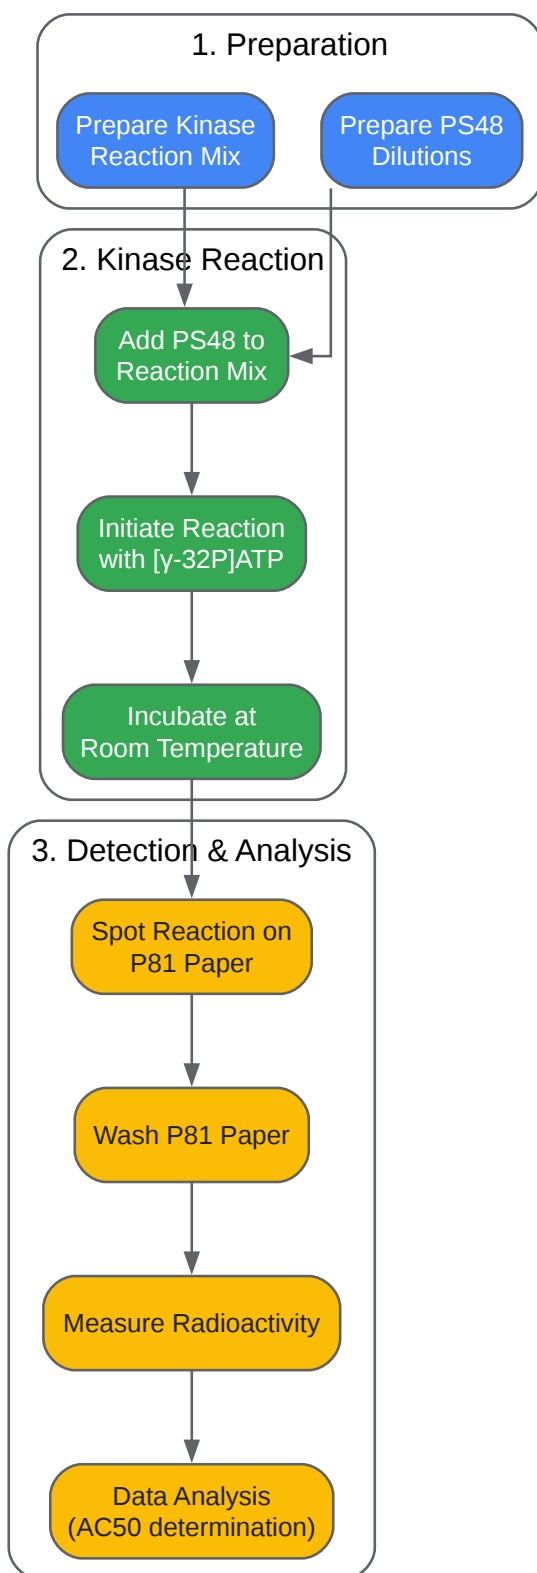 1. Preparation
Prepare Kinase
Reaction Mix
Prepare PS48
Dilutions
2. Kinase Reaction
Add PS48 to
Reaction Mix
Initiate Reaction
with [γ-32P]ATP
Incubate at
Room Temperature
3. Detection & Analysis
Spot Reaction on
P81 Paper
Wash P81 Paper
Measure Radioactivity
Data Analysis
(AC50 determination)